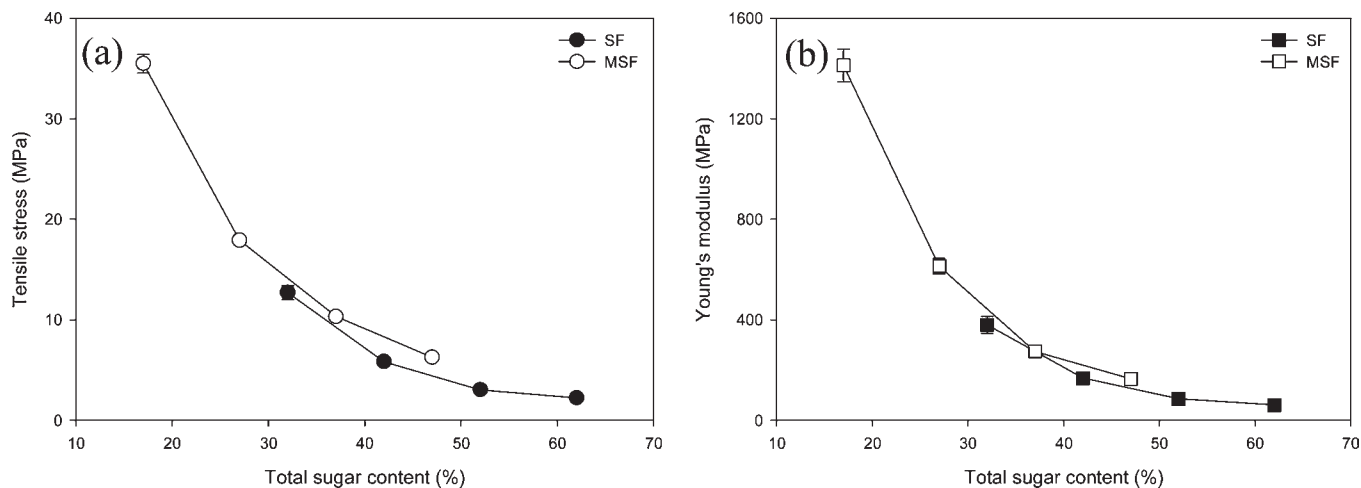 (a)
SF
MSF
Tensile stress (MPa)
40
30
20
10
0
10 20 30 40 50 60 70
Total sugar content (%)
(b)
SF
MSF
Young's modulus (MPa)
1600
1200
800
400
0
10 20 30 40 50 60 70
Total sugar content (%)